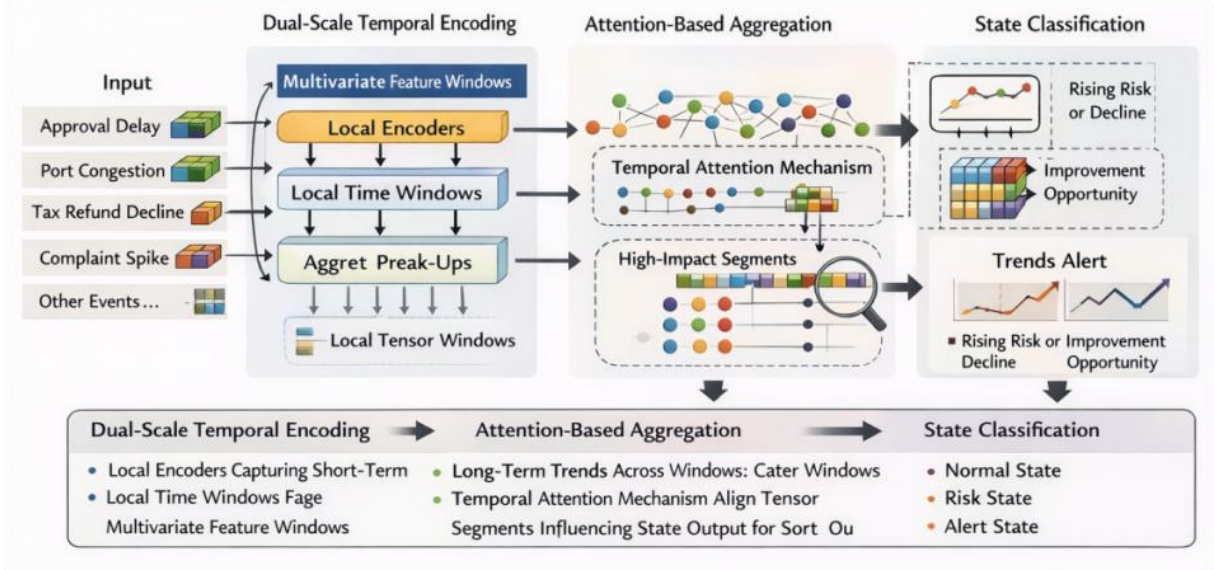 Dual-Scale Temporal Encoding
Attention-Based Aggregation
State Classification
Input
Approval Delay
Port Congestion
Tax Refund Decline
Complaint Spike
Other Events...
Multivariate Feature Windows
Local Encoders
Local Time Windows
Aggret Preak-Ups
Local Tensor Windows
Temporal Attention Mechanism
High-Impact Segments
Rising Risk
or Decline
Improvement
Opportunity
Trends Alert
Rising Risk or
Decline
Improvement
Opportunity
Dual-Scale Temporal Encoding
Local Encoders Capturing Short-Term
Local Time Windows Fage
Multivariate Feature Windows
Attention-Based Aggregation
Long-Term Trends Across Windows: Cater Windows
Temporal Attention Mechanism Align Tensor
Segments Influencing State Output for Sort Ou
State Classification
Normal State
Risk State
Alert State